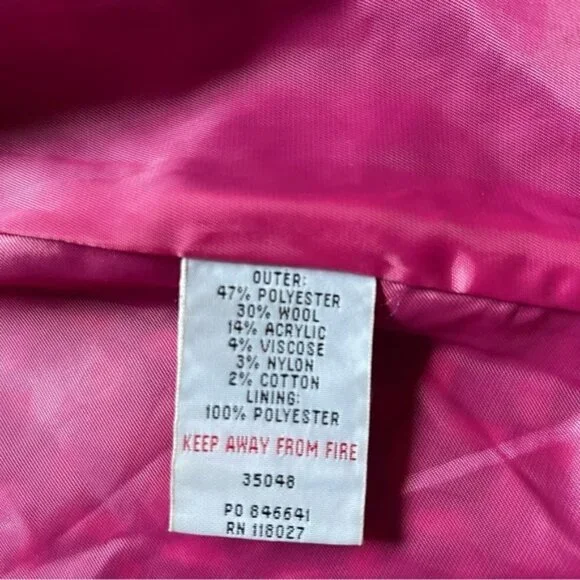 OUTER:
47% POLYESTER
30% WOOL
14% ACRYLIC
4% VISCOSE
3% NYLON
2% COTTON
LINING:
100% POLYESTER
KEEP AWAY FROM FIRE
35048
PO 846641
RN 118027